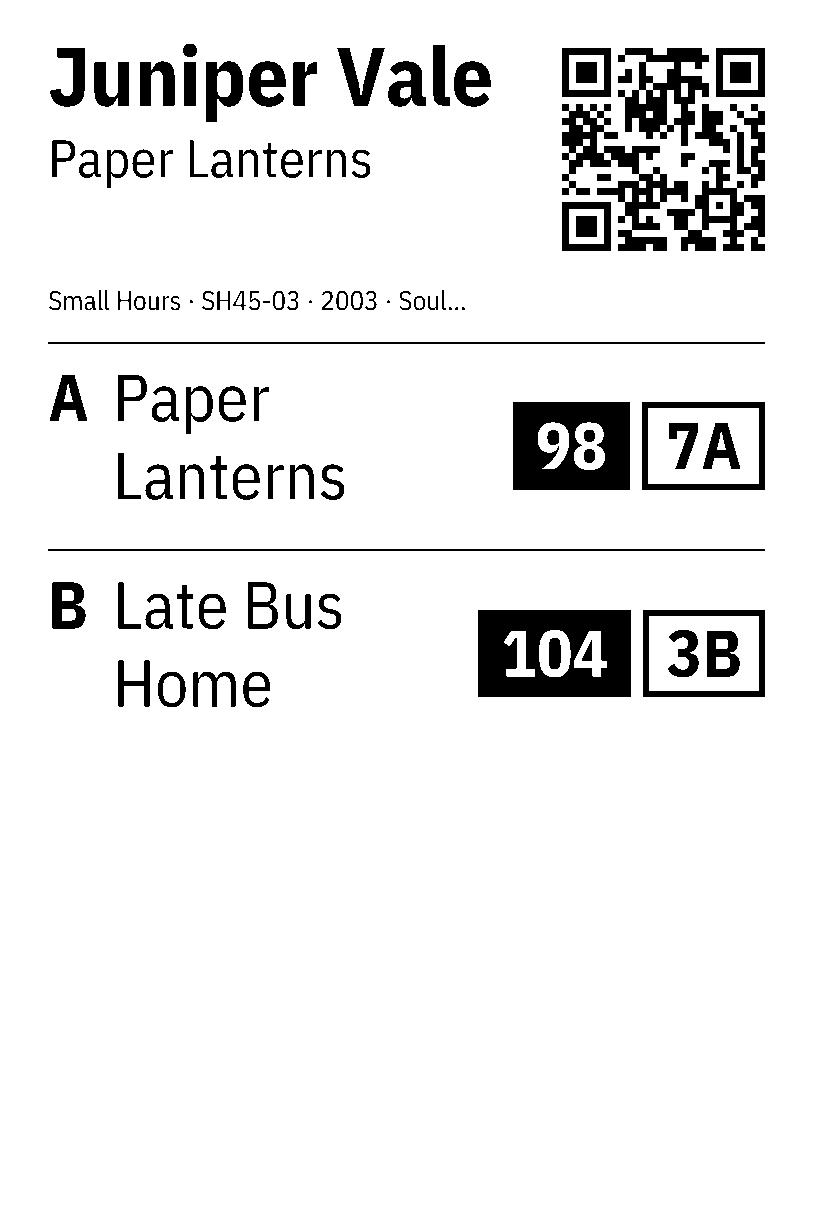 Juniper Vale
Paper Lanterns
Small Hours · SH45-03 · 2003 · Soul…
A Paper
Lanterns
98 7A
B Late Bus
Home
104 3B